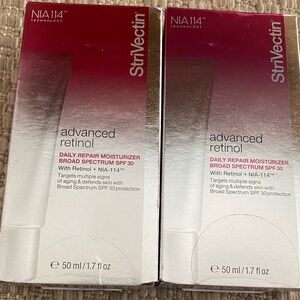 NIA114™
TECHNOLOGY
StriVectin
advanced
retinol
DAILY REPAIR MOISTURIZER
BROAD SPECTRUM SPF 30
With Retinol + NIA-114™
Targets multiple signs
of aging & defends skin with
Broad Spectrum SPF 30 protection
℮ 50 ml/1.7 fl oz
NIA114™
TECHNOLOGY
StriVectin
advanced
retinol
DAILY REPAIR MOISTURIZER
BROAD SPECTRUM SPF 30
With Retinol + NIA-114™
Targets multiple signs
of aging & defends skin with
Broad Spectrum SPF 30 protection
℮ 50 ml/1.7 fl oz